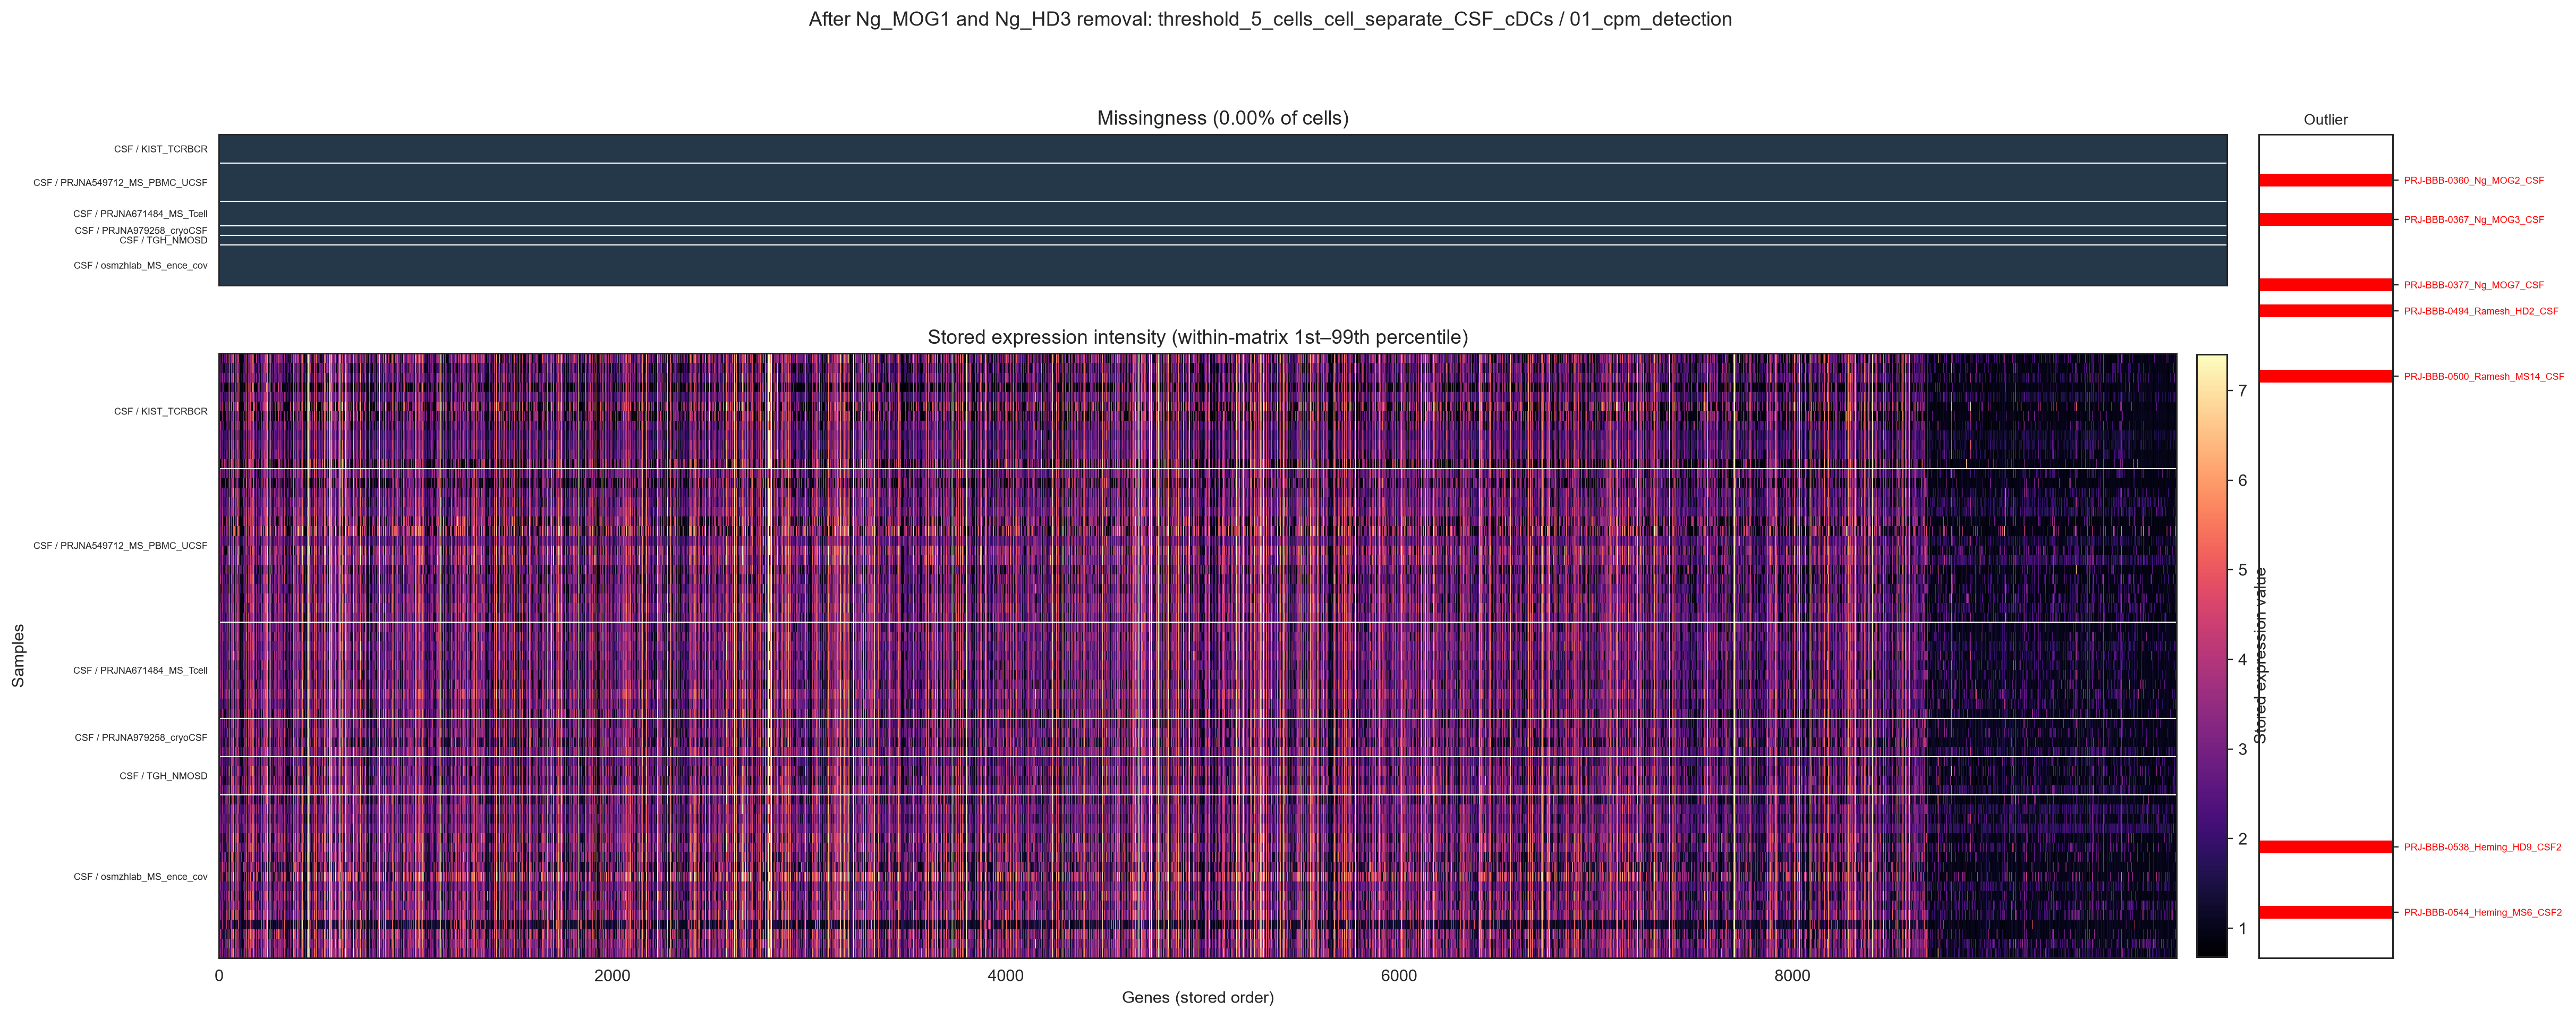 After Ng_MOG1 and Ng_HD3 removal: threshold_5_cells_cell_separate_CSF_cDCs / 01_cpm_detection
Missingness (0.00% of cells)
CSF / KIST_TCRBCR
CSF / PRJNA549712_MS_PBMC_UCSF
CSF / PRJNA671484_MS_Tcell
CSF / PRJNA979258_cryoCSF
CSF / TGH_NMOSD
CSF / osmzhlab_MS_ence_cov
Outlier
PRJ-BBB-0360_Ng_MOG2_CSF
PRJ-BBB-0367_Ng_MOG3_CSF
PRJ-BBB-0377_Ng_MOG7_CSF
PRJ-BBB-0494_Ramesh_HD2_CSF
PRJ-BBB-0500_Ramesh_MS14_CSF
PRJ-BBB-0538_Heming_HD9_CSF2
PRJ-BBB-0544_Heming_MS6_CSF2
Stored expression intensity (within-matrix 1st–99th percentile)
Samples
CSF / KIST_TCRBCR
CSF / PRJNA549712_MS_PBMC_UCSF
CSF / PRJNA671484_MS_Tcell
CSF / PRJNA979258_cryoCSF
CSF / TGH_NMOSD
CSF / osmzhlab_MS_ence_cov
0
2000
4000
6000
8000
Genes (stored order)
7
6
5
4
3
2
1
Stored expression value